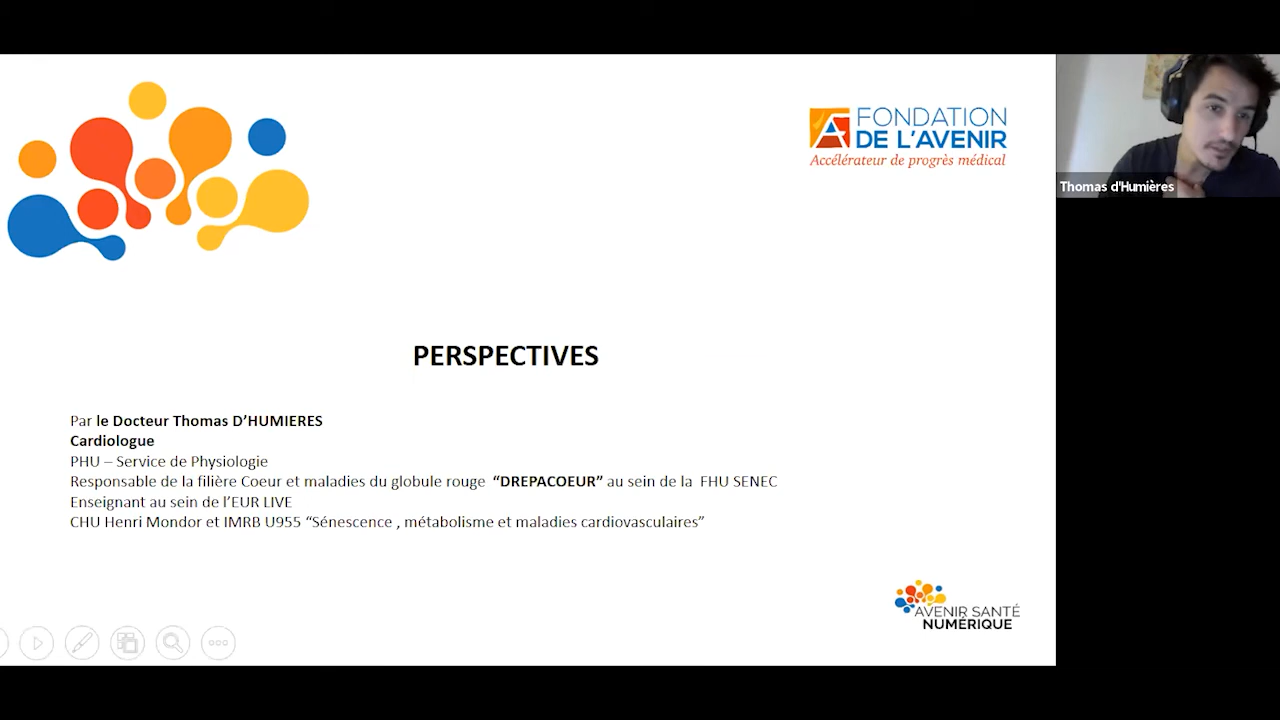 FONDATION
DE L'AVENIR
Accélérateur de progrès médical
Thomas d'Humières
PERSPECTIVES
Par le Docteur Thomas D'HUMIERES
Cardiologue
PHU – Service de Physiologie
Responsable de la filière Coeur et maladies du globule rouge “DREPACOEUR” au sein de la FHU SENEC
Enseignant au sein de l'EUR LIVE
CHU Henri Mondor et IMRB U955 “Sénescence , métabolisme et maladies cardiovasculaires”
AVENIR SANTÉ
NUMÉRIQUE